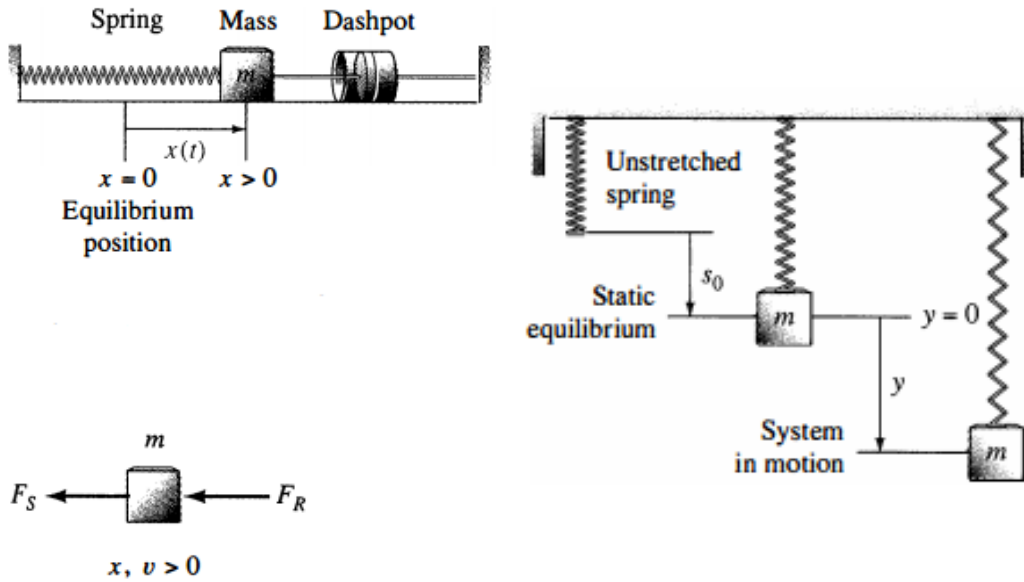 Spring Mass Dashpot
m
x(t)
x = 0 x > 0
Equilibrium
position
m
F_S F_R
x, v > 0
Unstretched
spring
s_0
Static
equilibrium
m
y = 0
y
System
in motion
m